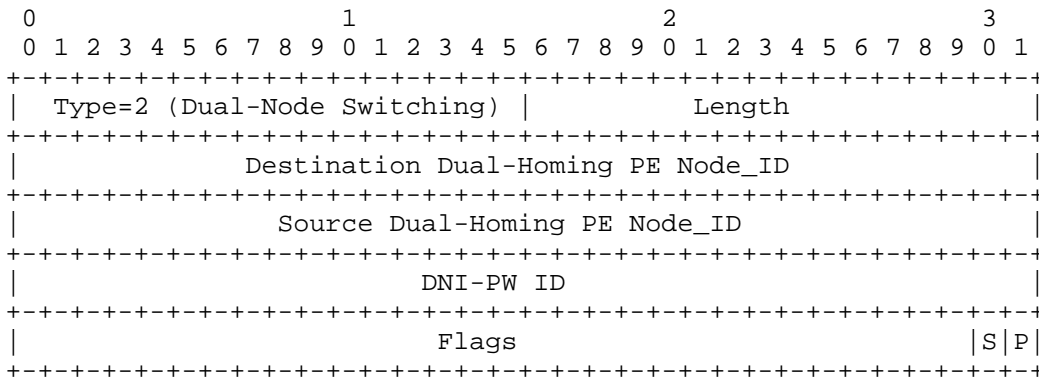 0                   1                   2                   3
 0 1 2 3 4 5 6 7 8 9 0 1 2 3 4 5 6 7 8 9 0 1 2 3 4 5 6 7 8 9 0 1
+-+-+-+-+-+-+-+-+-+-+-+-+-+-+-+-+-+-+-+-+-+-+-+-+-+-+-+-+-+-+-+-+
|  Type=2 (Dual-Node Switching) |          Length               |
+-+-+-+-+-+-+-+-+-+-+-+-+-+-+-+-+-+-+-+-+-+-+-+-+-+-+-+-+-+-+-+-+
|              Destination Dual-Homing PE Node_ID               |
+-+-+-+-+-+-+-+-+-+-+-+-+-+-+-+-+-+-+-+-+-+-+-+-+-+-+-+-+-+-+-+-+
|                Source Dual-Homing PE Node_ID                  |
+-+-+-+-+-+-+-+-+-+-+-+-+-+-+-+-+-+-+-+-+-+-+-+-+-+-+-+-+-+-+-+-+
|                         DNI-PW ID                             |
+-+-+-+-+-+-+-+-+-+-+-+-+-+-+-+-+-+-+-+-+-+-+-+-+-+-+-+-+-+-+-+-+
|                          Flags                            |S|P|
+-+-+-+-+-+-+-+-+-+-+-+-+-+-+-+-+-+-+-+-+-+-+-+-+-+-+-+-+-+-+-+-+